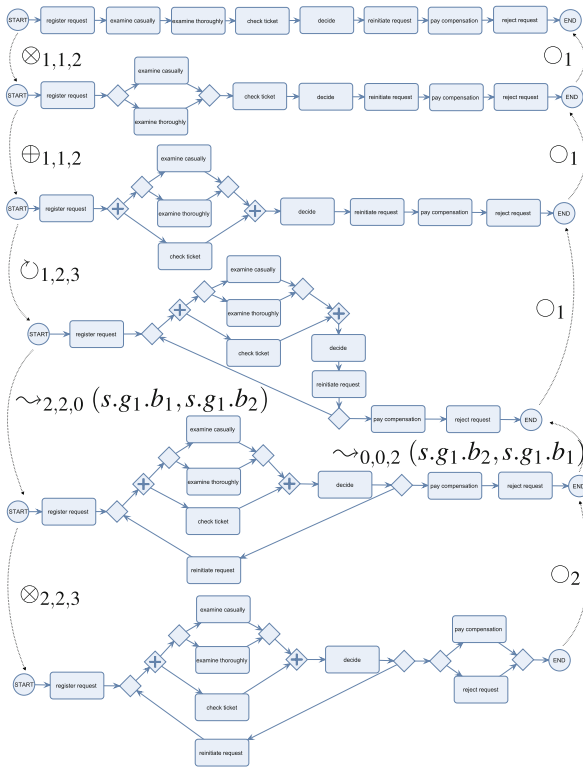 START register request examine casually examine thoroughly check ticket decide reinitiate request pay compensation reject request END
⊗1,1,2 ○1
examine casually
START register request check ticket decide reinitiate request pay compensation reject request END
examine thoroughly
⊕1,1,2 ○1
examine casually
START register request examine thoroughly decide reinitiate request pay compensation reject request END
check ticket
↻1,2,3 ○1
examine casually
examine thoroughly
START register request decide
check ticket
reinitiate request
pay compensation reject request END
⇝2,2,0 (s.g1.b1,s.g1.b2)
examine casually
⇝0,0,2 (s.g1.b2,s.g1.b1)
examine thoroughly decide pay compensation reject request END
START register request check ticket
reinitiate request
⊗2,2,3 ○2
examine casually
pay compensation
examine thoroughly decide END
START register request reject request
check ticket
reinitiate request